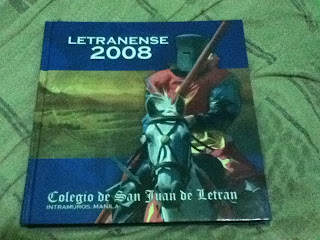 LETRANENSE
2008
Colegio de San Juan de Letran
INTRAMUROS, MANILA